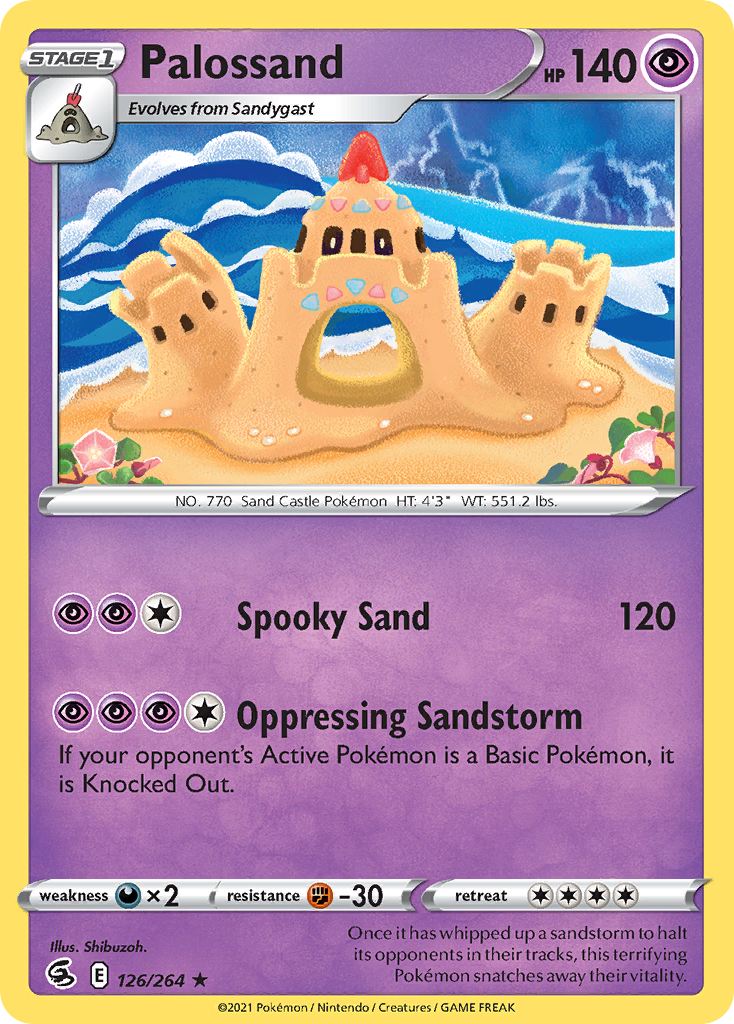 STAGE1
Palossand
HP 140
Evolves from Sandygast
NO. 770 Sand Castle Pokémon HT: 4'3" WT: 551.2 lbs.
Spooky Sand 120
Oppressing Sandstorm
If your opponent's Active Pokémon is a Basic Pokémon, it
is Knocked Out.
weakness ×2 resistance -30 retreat
Illus. Shibuzoh.
Once it has whipped up a sandstorm to halt
its opponents in their tracks, this terrifying
Pokémon snatches away their vitality.
E 126/264 ★
©2021 Pokémon / Nintendo / Creatures / GAME FREAK